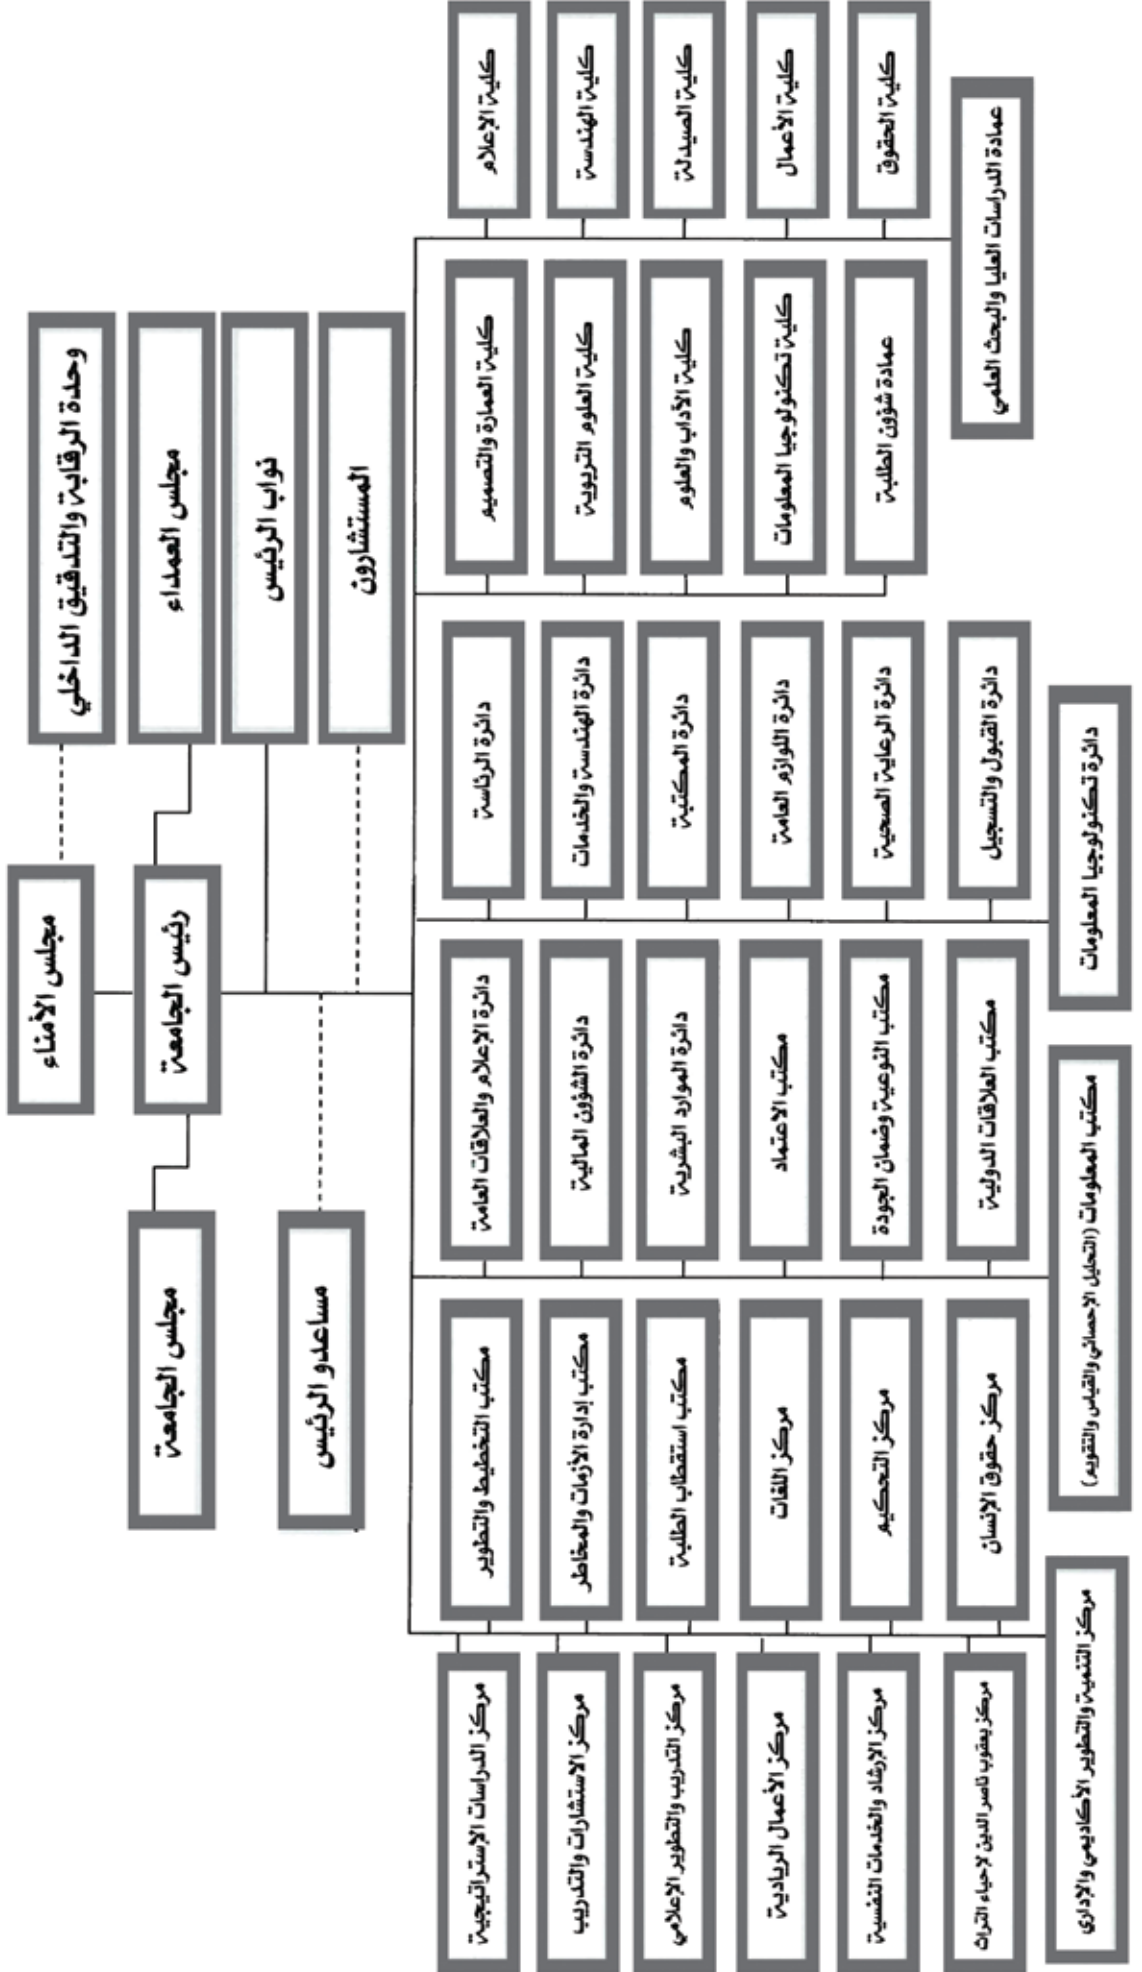 مجلس الأمناء
وحدة الرقابة والتدقيق الداخلي
رئيس الجامعة
مجلس العمداء
مجلس الجامعة
نواب الرئيس
المستشارون
مساعدو الرئيس
كلية الإعلام
كلية الهندسة
كلية الصيدلة
كلية الأعمال
كلية الحقوق
عمادة الدراسات العليا والبحث العلمي
كلية العمارة والتصميم
كلية العلوم التربوية
كلية الآداب والعلوم
كلية تكنولوجيا المعلومات
عمادة شؤون الطلبة
دائرة الرئاسة
دائرة الهندسة والخدمات
دائرة المكتبة
دائرة اللوازم العامة
دائرة الرعاية الصحية
دائرة القبول والتسجيل
دائرة تكنولوجيا المعلومات
دائرة الإعلام والعلاقات العامة
دائرة الشؤون المالية
دائرة الموارد البشرية
مكتب الاعتماد
مكتب النوعية وضمان الجودة
مكتب العلاقات الدولية
مكتب المعلومات (التحليل الإحصائي والقياس والتقويم)
مكتب التخطيط والتطوير
مكتب إدارة الأزمات والمخاطر
مكتب استقطاب الطلبة
مركز اللغات
مركز التحكيم
مركز حقوق الإنسان
مركز الدراسات الإستراتيجية
مركز الاستشارات والتدريب
مركز التدريب والتطوير الإعلامي
مركز الأعمال الريادية
مركز الإرشاد والخدمات النفسية
مركز يعقوب ناصر الدين لإحياء التراث
مركز التنمية والتطوير الأكاديمي والإداري